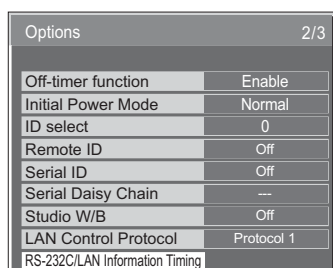 Options 2/3
Off-timer function Enable
Initial Power Mode Normal
ID select 0
Remote ID Off
Serial ID Off
Serial Daisy Chain ---
Studio W/B Off
LAN Control Protocol Protocol 1
RS-232C/LAN Information Timing